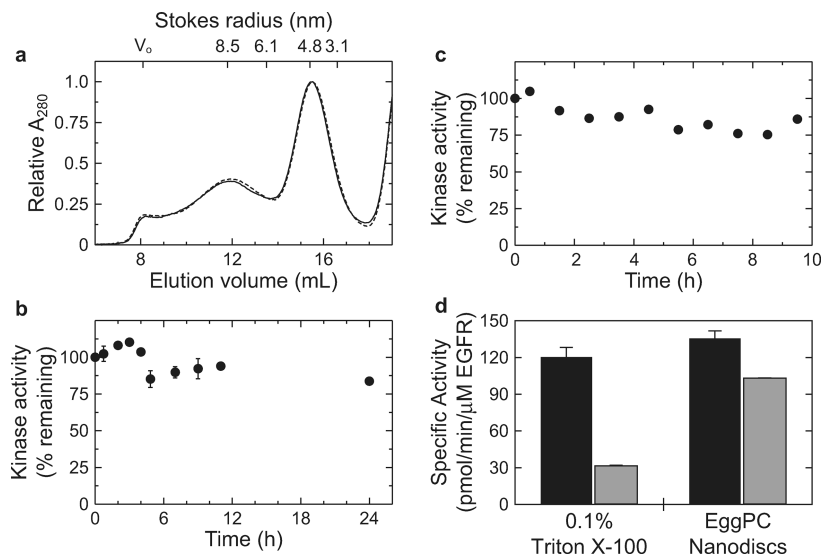 a
Stokes radius (nm)
Vo 8.5 6.1 4.8 3.1
Relative A280
1.0
0.75
0.50
0.25
0
8 12 16
Elution volume (mL)
b
Kinase activity
(% remaining)
100
75
50
25
0
0 6 12 18 24
Time (h)
c
Kinase activity
(% remaining)
100
75
50
25
0
0 2 4 6 8 10
Time (h)
d
Specific Activity
(pmol/min/μM EGFR)
150
120
90
60
30
0
0.1%
Triton X-100
EggPC
Nanodiscs